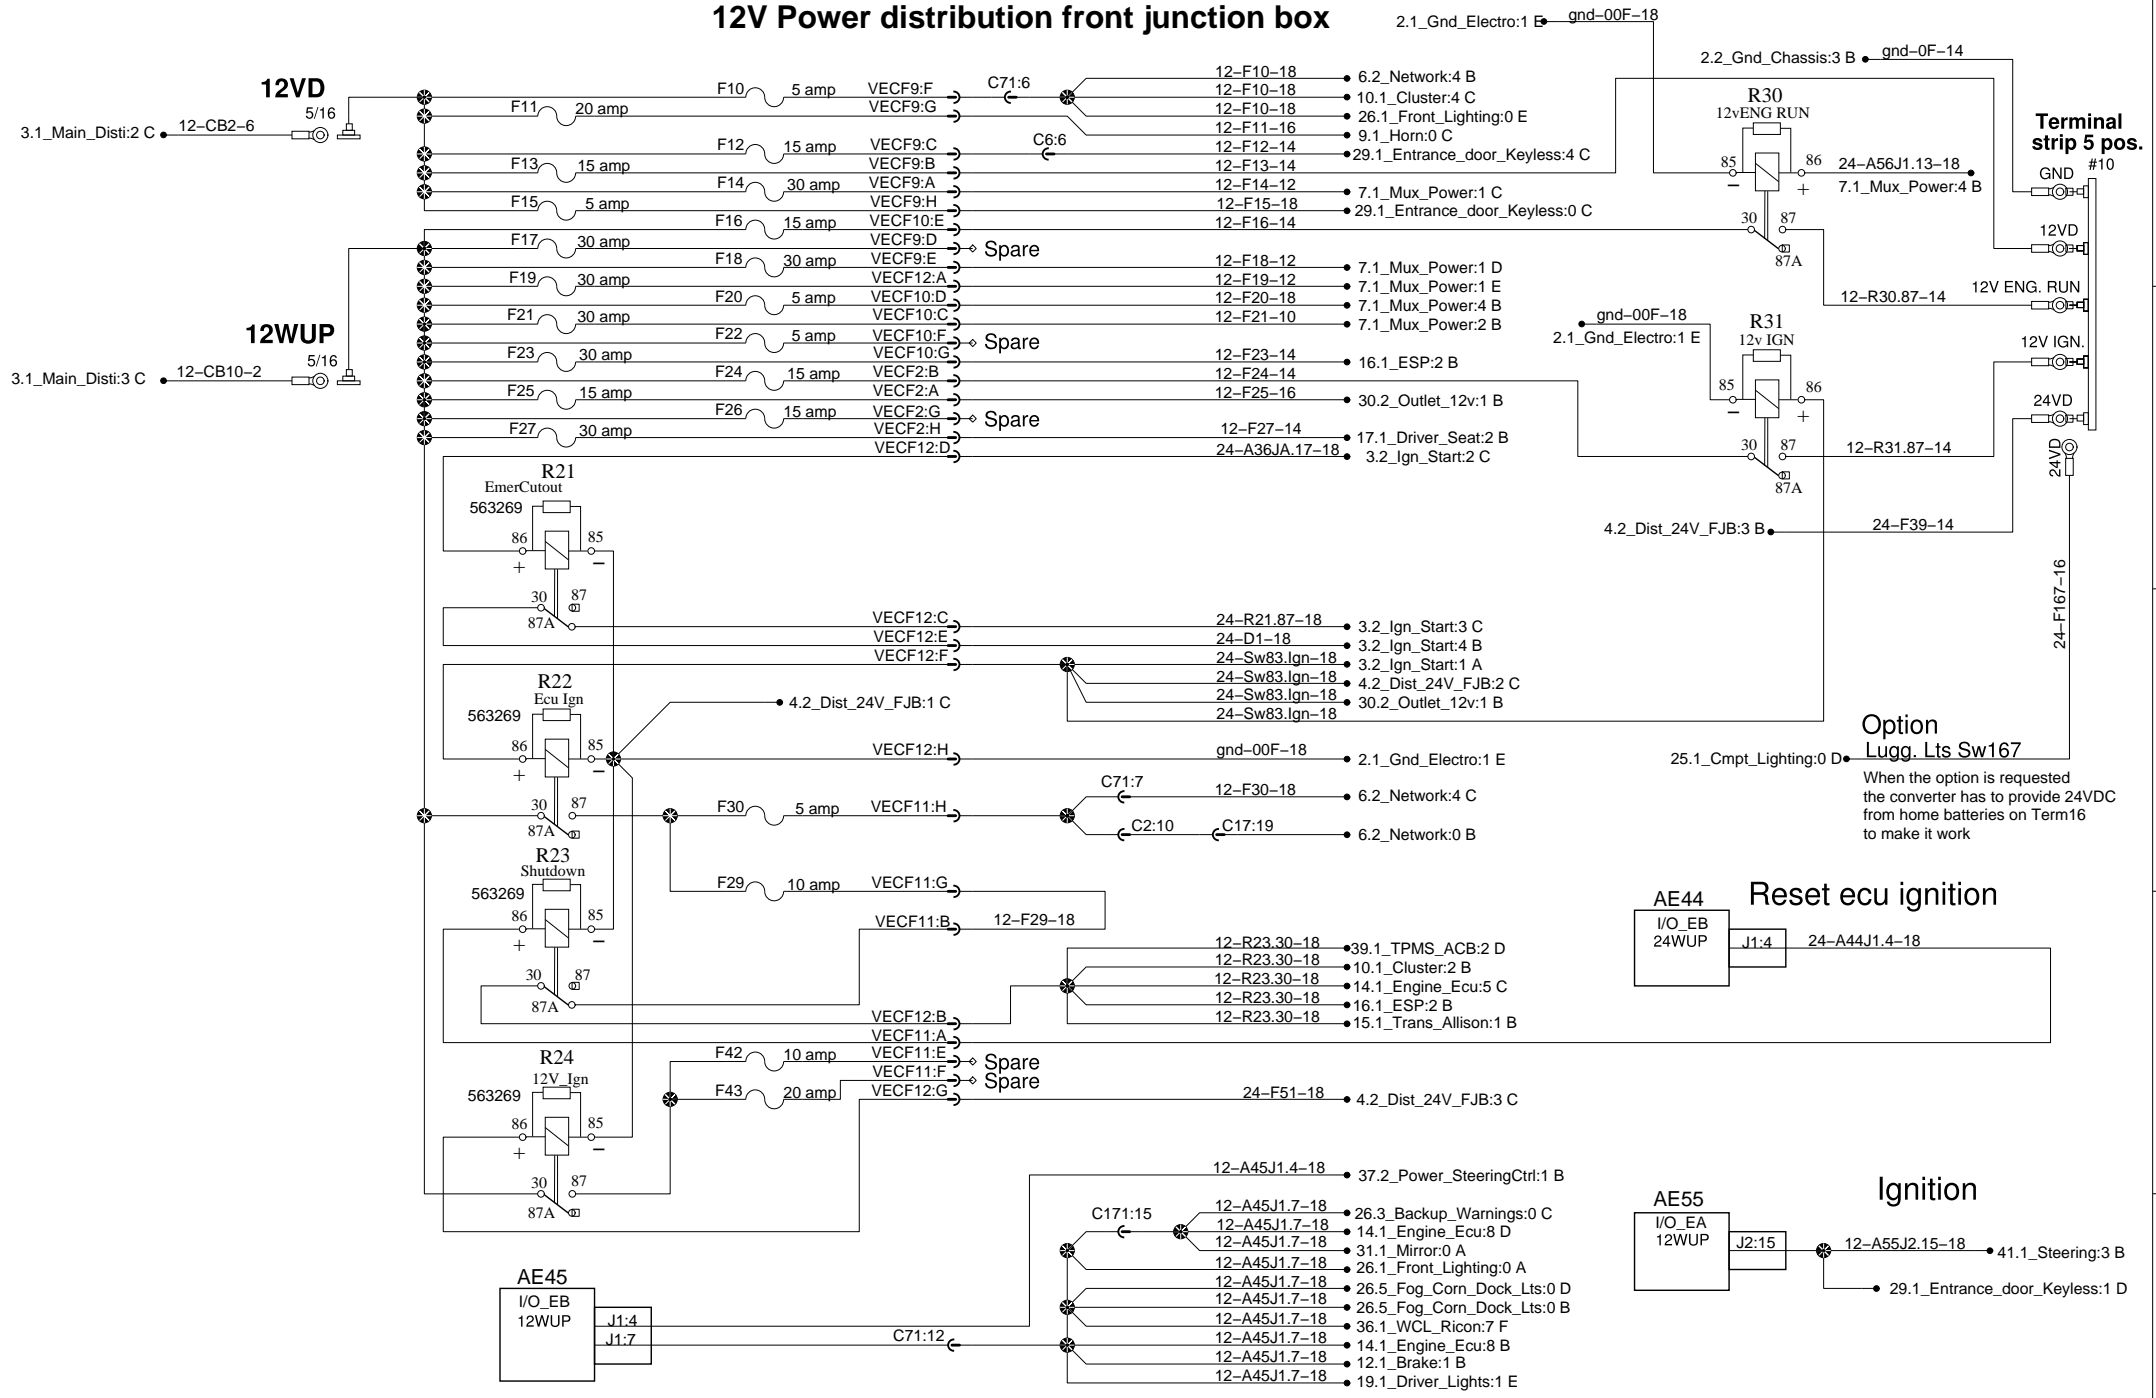 12V Power distribution front junction box
2.1_Gnd_Electro:1 E
gnd-00F-18
2.2_Gnd_Chassis:3 B
gnd-0F-14
12VD
5/16
3.1_Main_Disti:2 C
12-CB2-6
F10
5 amp
VECF9:F
C71:6
12-F10-18
6.2_Network:4 B
12-F10-18
10.1_Cluster:4 C
12-F10-18
26.1_Front_Lighting:0 E
F11
20 amp
VECF9:G
12-F11-16
9.1_Horn:0 C
F12
15 amp
VECF9:C
C6:6
12-F12-14
29.1_Entrance_door_Keyless:4 C
F13
15 amp
VECF9:B
12-F13-14
F14
30 amp
VECF9:A
12-F14-12
7.1_Mux_Power:1 C
F15
5 amp
VECF9:H
12-F15-18
29.1_Entrance_door_Keyless:0 C
F16
15 amp
VECF10:E
12-F16-14
F17
30 amp
VECF9:D
Spare
F18
30 amp
VECF9:E
12-F18-12
7.1_Mux_Power:1 D
F19
30 amp
VECF12:A
12-F19-12
7.1_Mux_Power:1 E
F20
5 amp
VECF10:D
12-F20-18
7.1_Mux_Power:4 B
F21
30 amp
VECF10:C
12-F21-10
7.1_Mux_Power:2 B
F22
5 amp
VECF10:F
Spare
12WUP
5/16
3.1_Main_Disti:3 C
12-CB10-2
F23
30 amp
VECF10:G
12-F23-14
16.1_ESP:2 B
F24
15 amp
VECF2:B
12-F24-14
F25
15 amp
VECF2:A
12-F25-16
30.2_Outlet_12v:1 B
F26
15 amp
VECF2:G
Spare
F27
30 amp
VECF2:H
12-F27-14
17.1_Driver_Seat:2 B
VECF12:D
24-A36JA.17-18
3.2_Ign_Start:2 C
R30
12vENG RUN
85
86
–
+
24-A56J1.13-18
7.1_Mux_Power:4 B
30
87
87A
12-R30.87-14
gnd-00F-18
2.1_Gnd_Electro:1 E
R31
12v IGN
85
86
–
+
30
87
87A
12-R31.87-14
Terminal
strip 5 pos.
#10
GND
12VD
12V ENG. RUN
12V IGN.
24VD
24VD
4.2_Dist_24V_FJB:3 B
24-F39-14
24-F167-16
R21
EmerCutout
563269
86
85
+
–
30
87
87A
VECF12:C
24-R21.87-18
3.2_Ign_Start:3 C
VECF12:E
24-D1-18
3.2_Ign_Start:4 B
VECF12:F
24-Sw83.Ign-18
3.2_Ign_Start:1 A
24-Sw83.Ign-18
4.2_Dist_24V_FJB:2 C
24-Sw83.Ign-18
30.2_Outlet_12v:1 B
24-Sw83.Ign-18
R22
Ecu Ign
563269
86
85
+
–
30
87
87A
4.2_Dist_24V_FJB:1 C
VECF12:H
gnd-00F-18
2.1_Gnd_Electro:1 E
F30
5 amp
VECF11:H
C71:7
12-F30-18
6.2_Network:4 C
C2:10
C17:19
6.2_Network:0 B
Option
Lugg. Lts Sw167
25.1_Cmpt_Lighting:0 D
When the option is requested
the converter has to provide 24VDC
from home batteries on Term16
to make it work
R23
Shutdown
563269
86
85
+
–
30
87
87A
F29
10 amp
VECF11:G
VECF11:B
12-F29-18
12-R23.30-18
39.1_TPMS_ACB:2 D
12-R23.30-18
10.1_Cluster:2 B
12-R23.30-18
14.1_Engine_Ecu:5 C
12-R23.30-18
16.1_ESP:2 B
12-R23.30-18
15.1_Trans_Allison:1 B
VECF12:B
VECF11:A
AE44
I/O_EB
24WUP
J1:4
24-A44J1.4-18
Reset ecu ignition
R24
12V_Ign
563269
86
85
+
–
30
87
87A
F42
10 amp
VECF11:E
Spare
F43
20 amp
VECF11:F
Spare
VECF12:G
24-F51-18
4.2_Dist_24V_FJB:3 C
12-A45J1.4-18
37.2_Power_SteeringCtrl:1 B
C171:15
12-A45J1.7-18
26.3_Backup_Warnings:0 C
12-A45J1.7-18
14.1_Engine_Ecu:8 D
12-A45J1.7-18
31.1_Mirror:0 A
12-A45J1.7-18
26.1_Front_Lighting:0 A
12-A45J1.7-18
26.5_Fog_Corn_Dock_Lts:0 D
12-A45J1.7-18
26.5_Fog_Corn_Dock_Lts:0 B
12-A45J1.7-18
36.1_WCL_Ricon:7 F
12-A45J1.7-18
14.1_Engine_Ecu:8 B
12-A45J1.7-18
12.1_Brake:1 B
12-A45J1.7-18
19.1_Driver_Lights:1 E
AE45
I/O_EB
12WUP
J1:4
J1:7
C71:12
Ignition
AE55
I/O_EA
12WUP
J2:15
12-A55J2.15-18
41.1_Steering:3 B
29.1_Entrance_door_Keyless:1 D